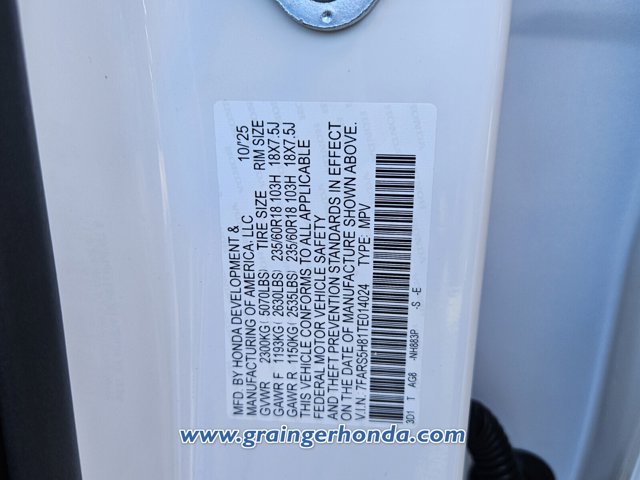 MFD. BY HONDA DEVELOPMENT & 10/'25
MANUFACTURING OF AMERICA, LLC
GVWR 2300KG( 5070LBS) TIRE SIZE RIM SIZE
GAWR F 1193KG( 2630LBS) 235/60R18 103H 18X7.5J
GAWR R 1150KG( 2535LBS) 235/60R18 103H 18X7.5J
THIS VEHICLE CONFORMS TO ALL APPLICABLE
FEDERAL MOTOR VEHICLE SAFETY
AND THEFT PREVENTION STANDARDS IN EFFECT
ON THE DATE OF MANUFACTURE SHOWN ABOVE.
V.I.N. 7FARS5H81TE014024 TYPE: MPV
3D1 T AG8 -NH883P -S -E
www.graingerhonda.com